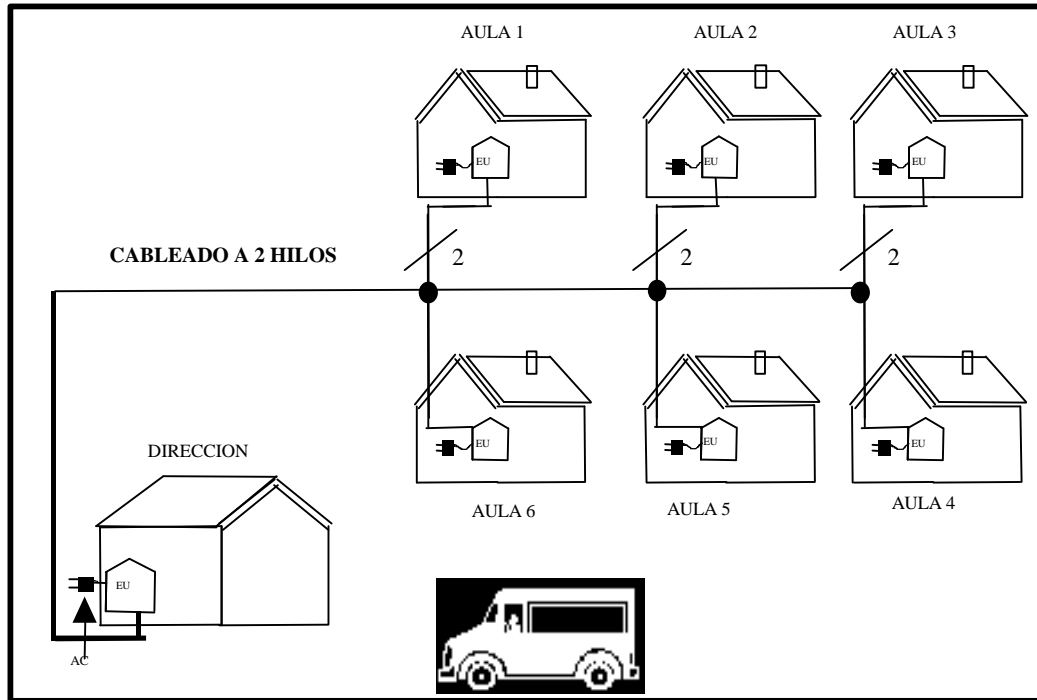 AULA 1
AULA 2
AULA 3
EU
EU
EU
CABLEADO A 2 HILOS
2
2
2
EU
EU
EU
DIRECCION
AULA 6
AULA 5
AULA 4
EU
AC